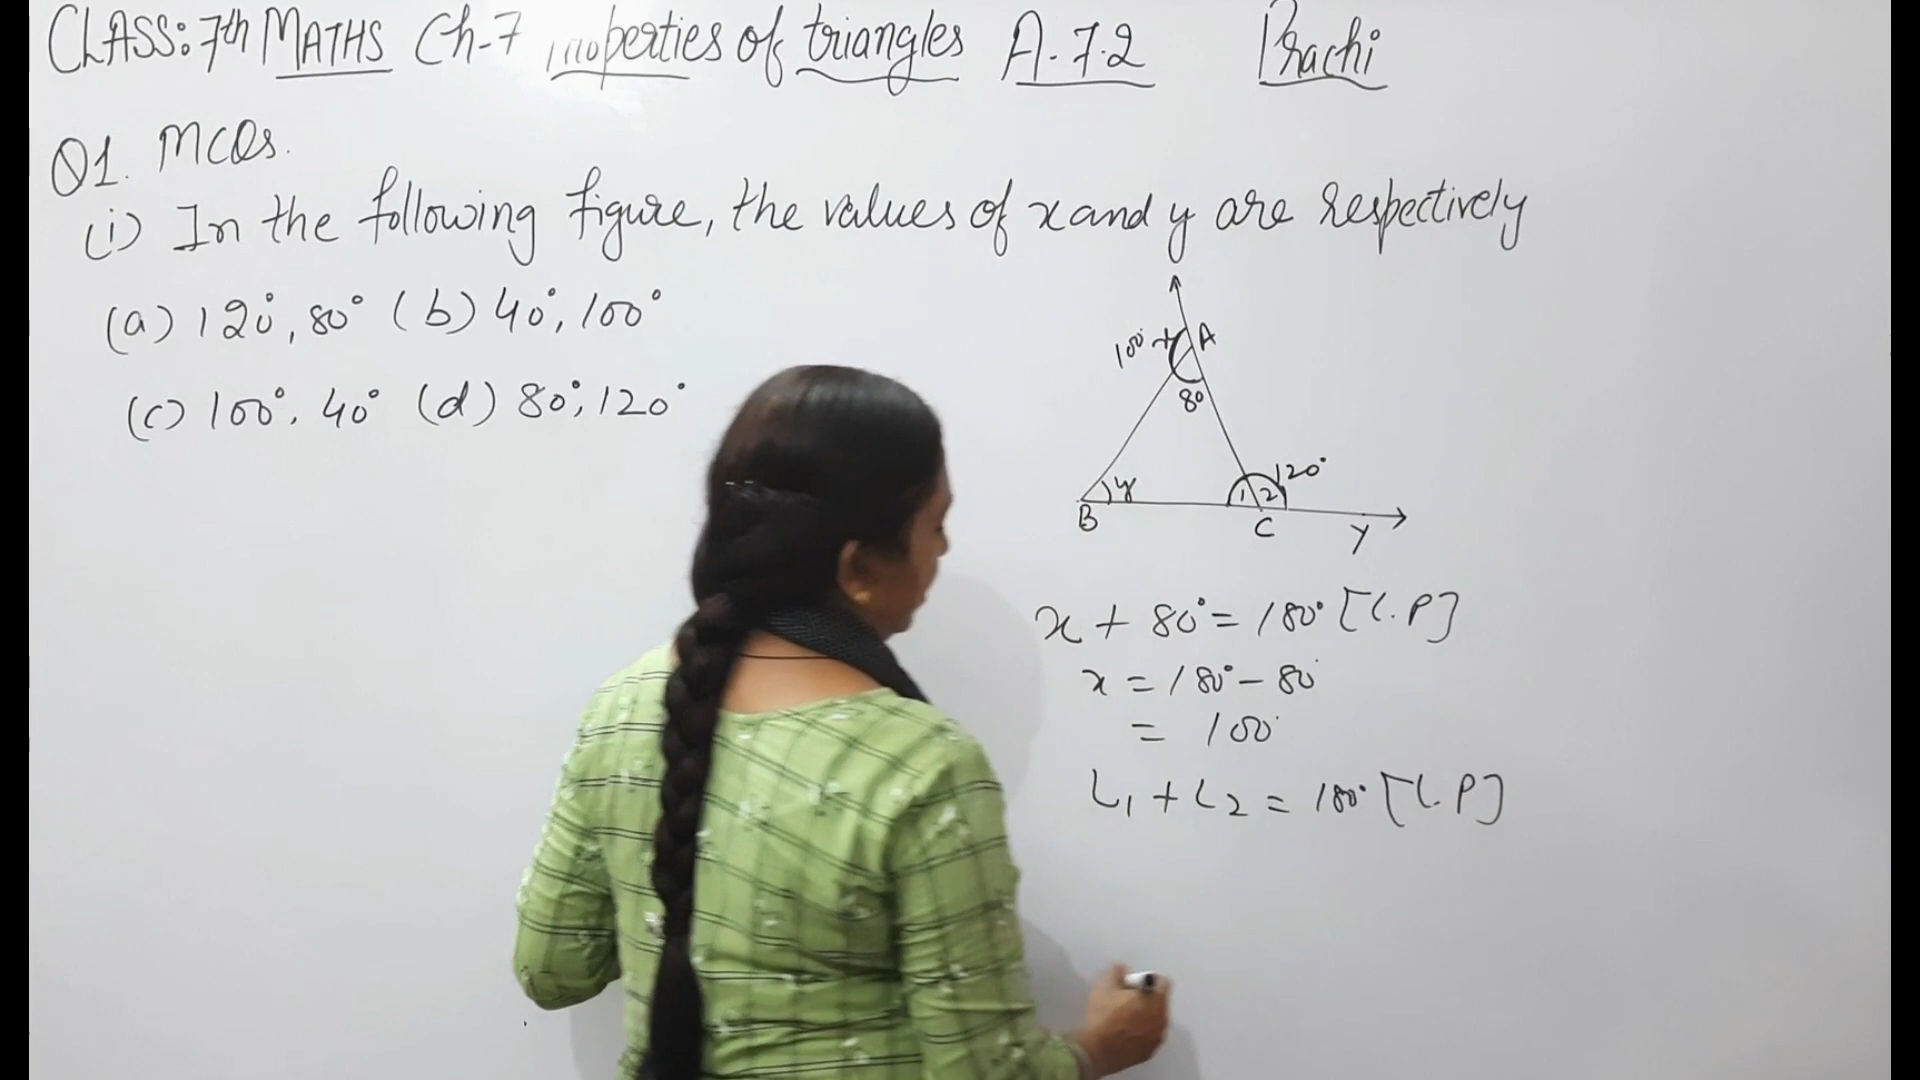 CLASS: 7th MATHS Ch-7 Properties of triangles A-7.2 Prachi
Q1. MCQs.
(i) In the following figure, the values of x and y are respectively
(a) 120°, 80° (b) 40°, 100°
(c) 100°, 40° (d) 80°, 120°
100° x A
80
y 1 2 120°
B C Y
x + 80° = 180° [L.P]
x = 180° - 80°
= 100°
∠1 + ∠2 = 180° [L.P]